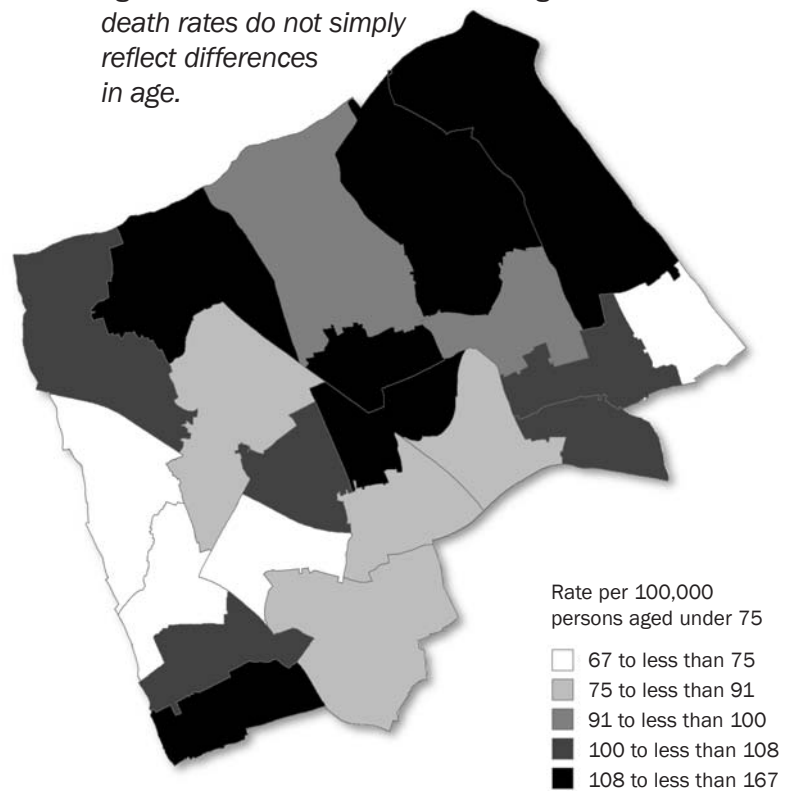 death rates do not simply
reflect differences
in age.
Rate per 100,000
persons aged under 75
67 to less than 75
75 to less than 91
91 to less than 100
100 to less than 108
108 to less than 167